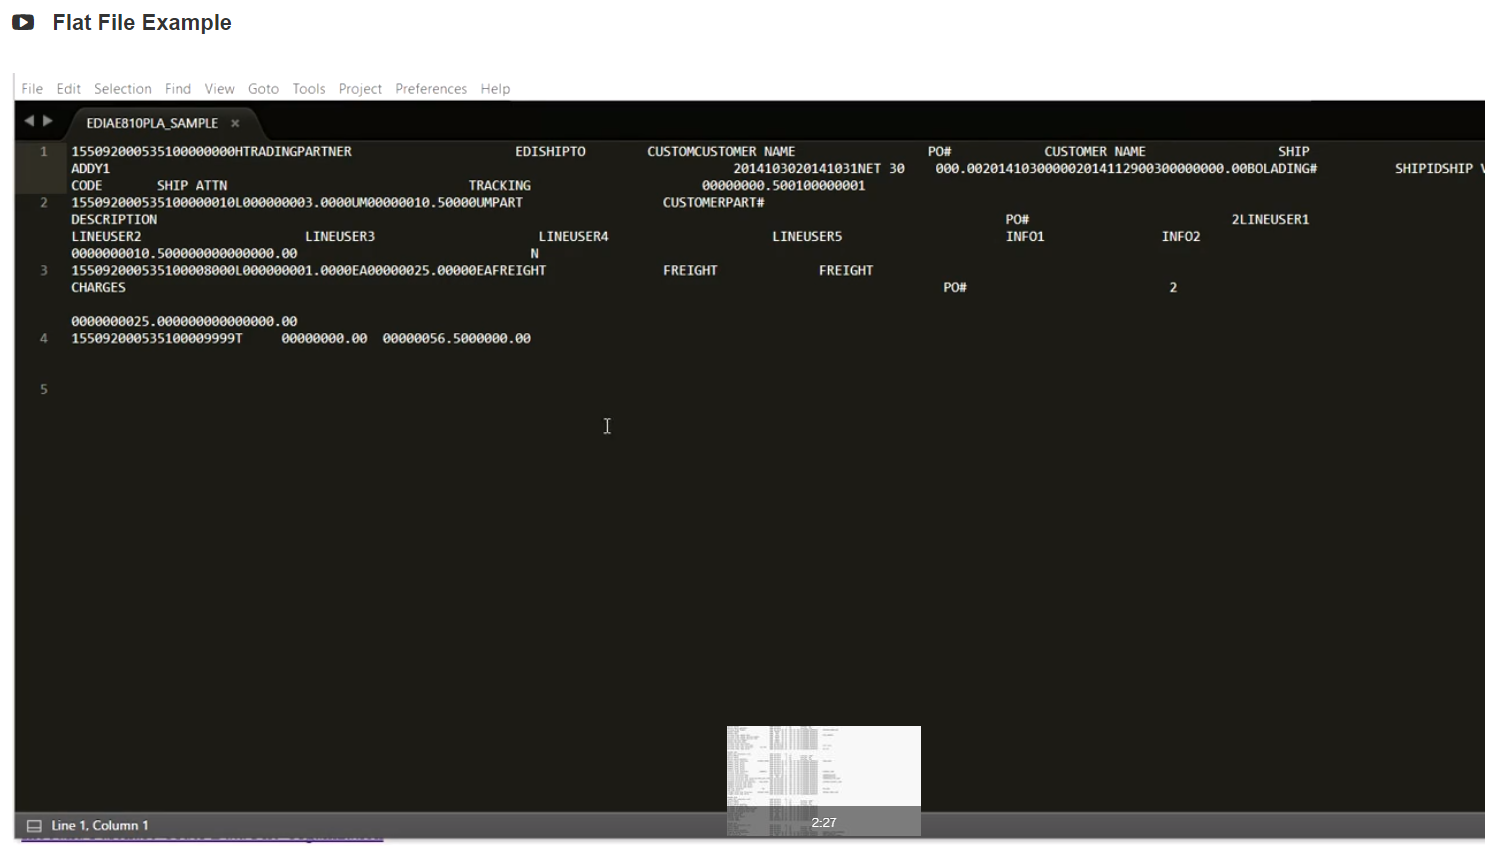 Flat File Example
File Edit Selection Find View Goto Tools Project Preferences Help
EDIAE810PLA_SAMPLE ×
1 155092000535100000000HTRADINGPARTNER EDISHIPTO CUSTOMCUSTOMER NAME PO# CUSTOMER NAME SHIP
ADDY1 2014103020141031NET 30 000.002014103000002014112900300000000.00BOLADING# SHIPIDSHIP V
CODE SHIP ATTN TRACKING 00000000.500100000001
2 155092000535100000010L000000003.0000UM00000010.50000UMPART CUSTOMERPART#
DESCRIPTION PO# 2LINEUSER1
LINEUSER2 LINEUSER3 LINEUSER4 LINEUSER5 INFO1 INFO2
0000000010.500000000000000.00 N
3 155092000535100008000L000000001.0000EA00000025.00000EAFREIGHT FREIGHT FREIGHT
CHARGES PO# 2
0000000025.000000000000000.00
4 155092000535100009999T 00000000.00 00000056.5000000.00
5
2:27
Line 1, Column 1